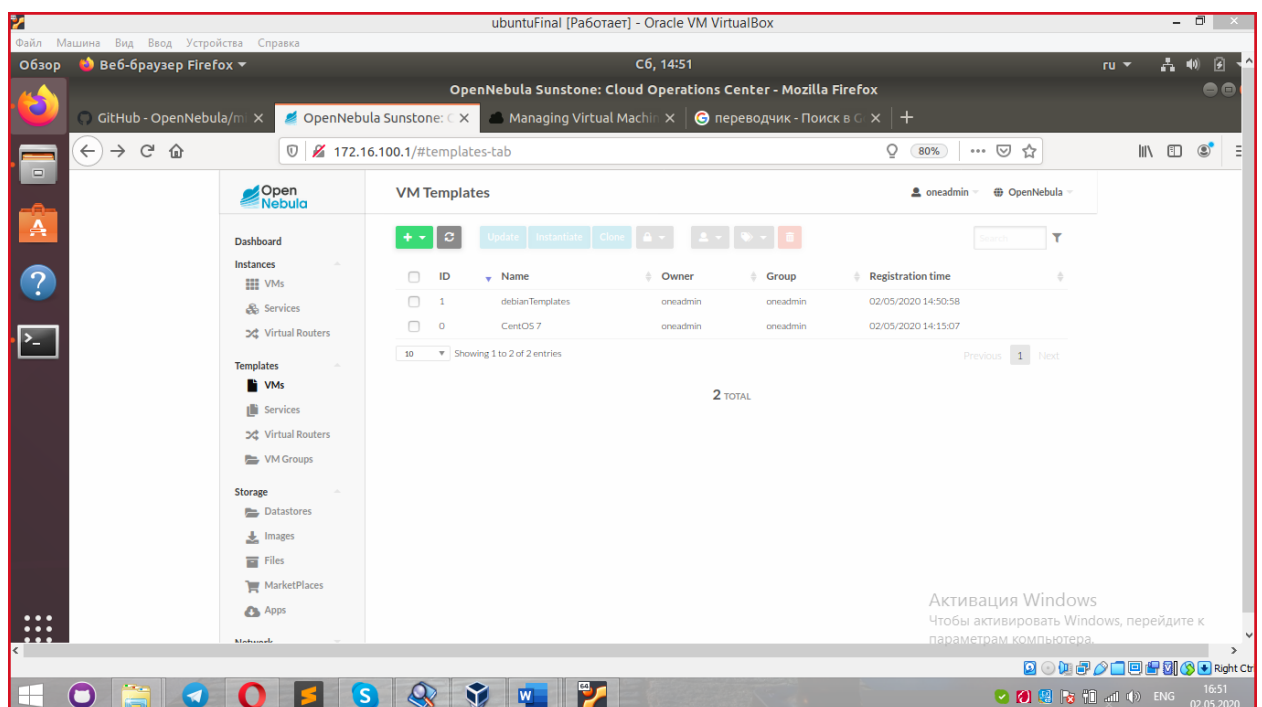 ubuntuFinal [Работает] - Oracle VM VirtualBox
Файл Машина Вид Ввод Устройства Справка
Обзор Веб-браузер Firefox Сб, 14:51 ru
OpenNebula Sunstone: Cloud Operations Center - Mozilla Firefox
GitHub - OpenNebula/mi OpenNebula Sunstone: C Managing Virtual Machin переводчик - Поиск в G
172.16.100.1/#templates-tab 80%
Open Nebula VM Templates oneadmin OpenNebula
Update Instantiate Clone Search
Dashboard
Instances
VMs
Services
Virtual Routers
Templates
VMs
Services
Virtual Routers
VM Groups
Storage
Datastores
Images
Files
MarketPlaces
Apps
Network
ID Name Owner Group Registration time
1 debianTemplates oneadmin oneadmin 02/05/2020 14:50:58
0 CentOS 7 oneadmin oneadmin 02/05/2020 14:15:07
10 Showing 1 to 2 of 2 entries Previous 1 Next
2 TOTAL
Активация Windows
Чтобы активировать Windows, перейдите к
параметрам компьютера.
Right Ctr
64
ENG 16:51
02.05.2020